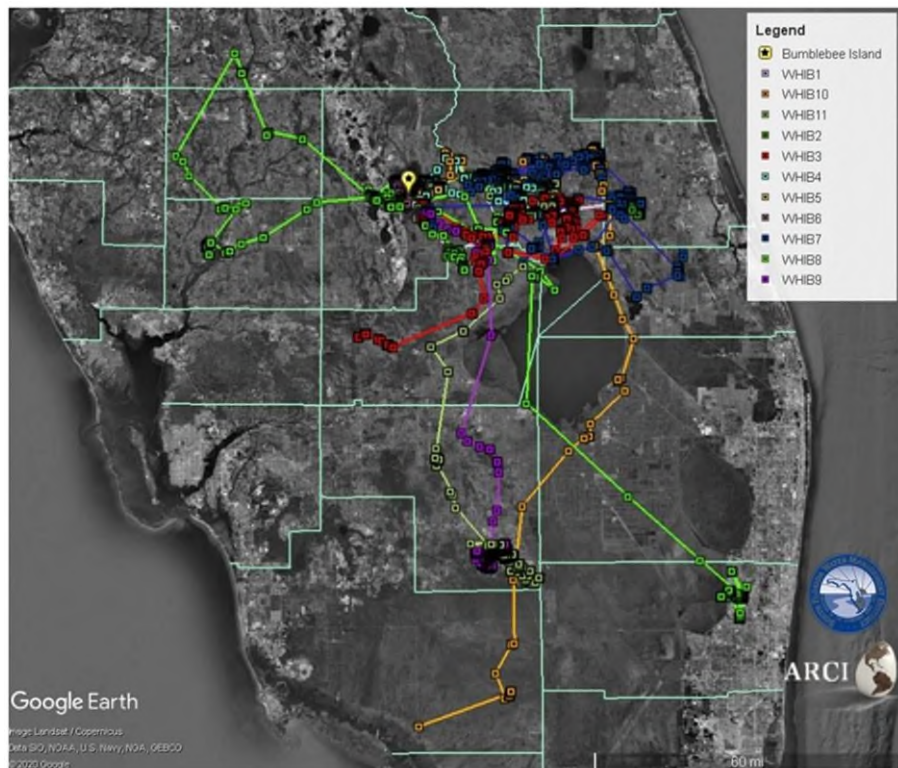 Legend
Bumblebee Island
WHIB1
WHIB10
WHIB11
WHIB2
WHIB3
WHIB4
WHIB5
WHIB6
WHIB7
WHIB8
WHIB9
ARCI
Google Earth
Image Landsat / Copernicus
Data SIO, NOAA, U.S. Navy, NGA, GEBCO
©2020 Google
60 mi